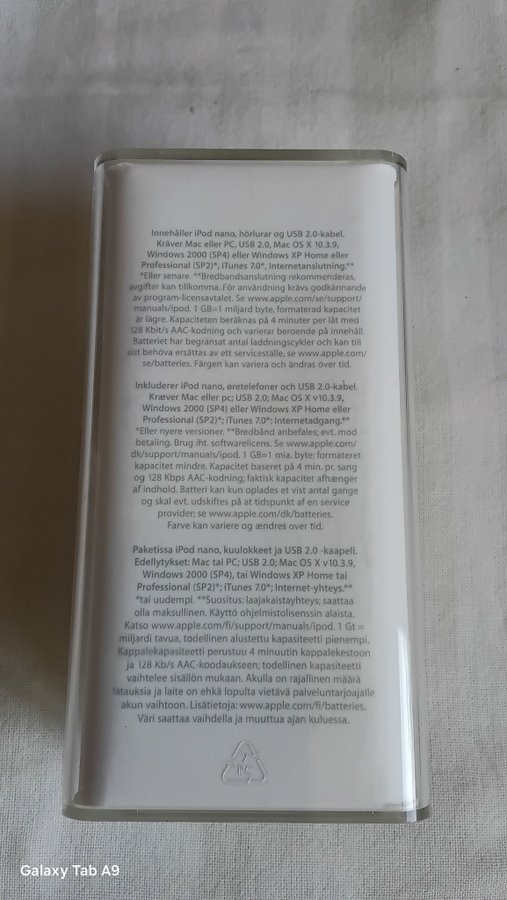 Innehåller iPod nano, hörlurar og USB 2.0-kabel.
Kräver Mac eller PC, USB 2.0, Mac OS X 10.3.9,
Windows 2000 (SP4) eller Windows XP Home eller
Professional (SP2)*, iTunes 7.0*, Internetanslutning.**
*Eller senare. **Bredbandsanslutning rekommenderas,
avgifter kan tillkomma. För användning krävs godkännande
av program-licensavtalet. Se www.apple.com/se/support/
manuals/ipod. 1 GB=1 miljard byte, formaterad kapacitet
är lägre. Kapaciteten beräknas på 4 minuter per låt med
128 Kbit/s AAC-kodning och varierar beroende på innehåll.
Batteriet har begränsat antal laddningscykler och kan till
sist behöva ersättas av ett serviceställe, se www.apple.com/
se/batteries. Färgen kan variera och ändras över tid.
Inkluderer iPod nano, øretelefoner och USB 2.0-kabel.
Kræver Mac eller pc; USB 2.0; Mac OS X v10.3.9,
Windows 2000 (SP4) eller Windows XP Home eller
Professional (SP2)*; iTunes 7.0*; Internetadgang.**
*Eller nyere versioner. **Bredbånd anbefales; evt. mod
betaling. Brug iht. softwarelicens. Se www.apple.com/
dk/support/manuals/ipod. 1 GB=1 mia. byte; formateret
kapacitet mindre. Kapacitet baseret på 4 min. pr. sang
og 128 Kbps AAC-kodning; faktisk kapacitet afhænger
af indhold. Batteri kan kun oplades et vist antal gange
og skal evt. udskiftes på at tidspunkt af en service
provider; se www.apple.com/dk/batteries.
Farve kan variere og ændres over tid.
Paketissa iPod nano, kuulokkeet ja USB 2.0 -kaapeli.
Edellytykset: Mac tai PC; USB 2.0; Mac OS X v10.3.9,
Windows 2000 (SP4), tai Windows XP Home tai
Professional (SP2)*; iTunes 7.0*; Internet-yhteys.**
*tai uudempi. **Suositus: laajakaistayhteys; saattaa
olla maksullinen. Käyttö ohjelmistolisenssin alaista.
Katso www.apple.com/fi/support/manuals/ipod. 1 Gt =
miljardi tavua, todellinen alustettu kapasiteetti pienempi.
Kappalekapasiteetti perustuu 4 minuutin kappalekestoon
ja 128 Kb/s AAC-koodaukseen; todellinen kapasiteetti
vaihtelee sisällön mukaan. Akulla on rajallinen määrä
latauksia ja laite on ehkä lopulta vietävä palveluntarjoajalle
akun vaihtoon. Lisätietoja: www.apple.com/fi/batteries.
Väri saattaa vaihdella ja muuttua ajan kuluessa.
7
PC
Galaxy Tab A9